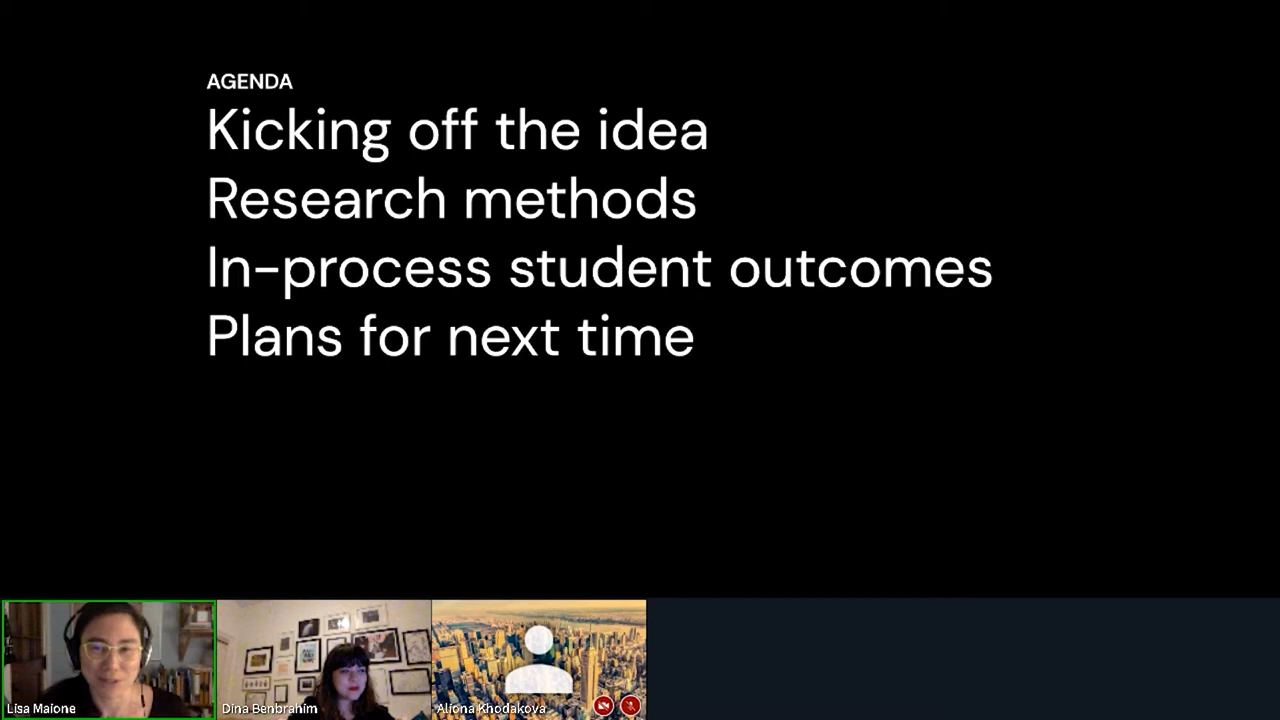 AGENDA
Kicking off the idea
Research methods
In-process student outcomes
Plans for next time
Lisa Maione
Dina Benbrahim
Aliona Khodakova